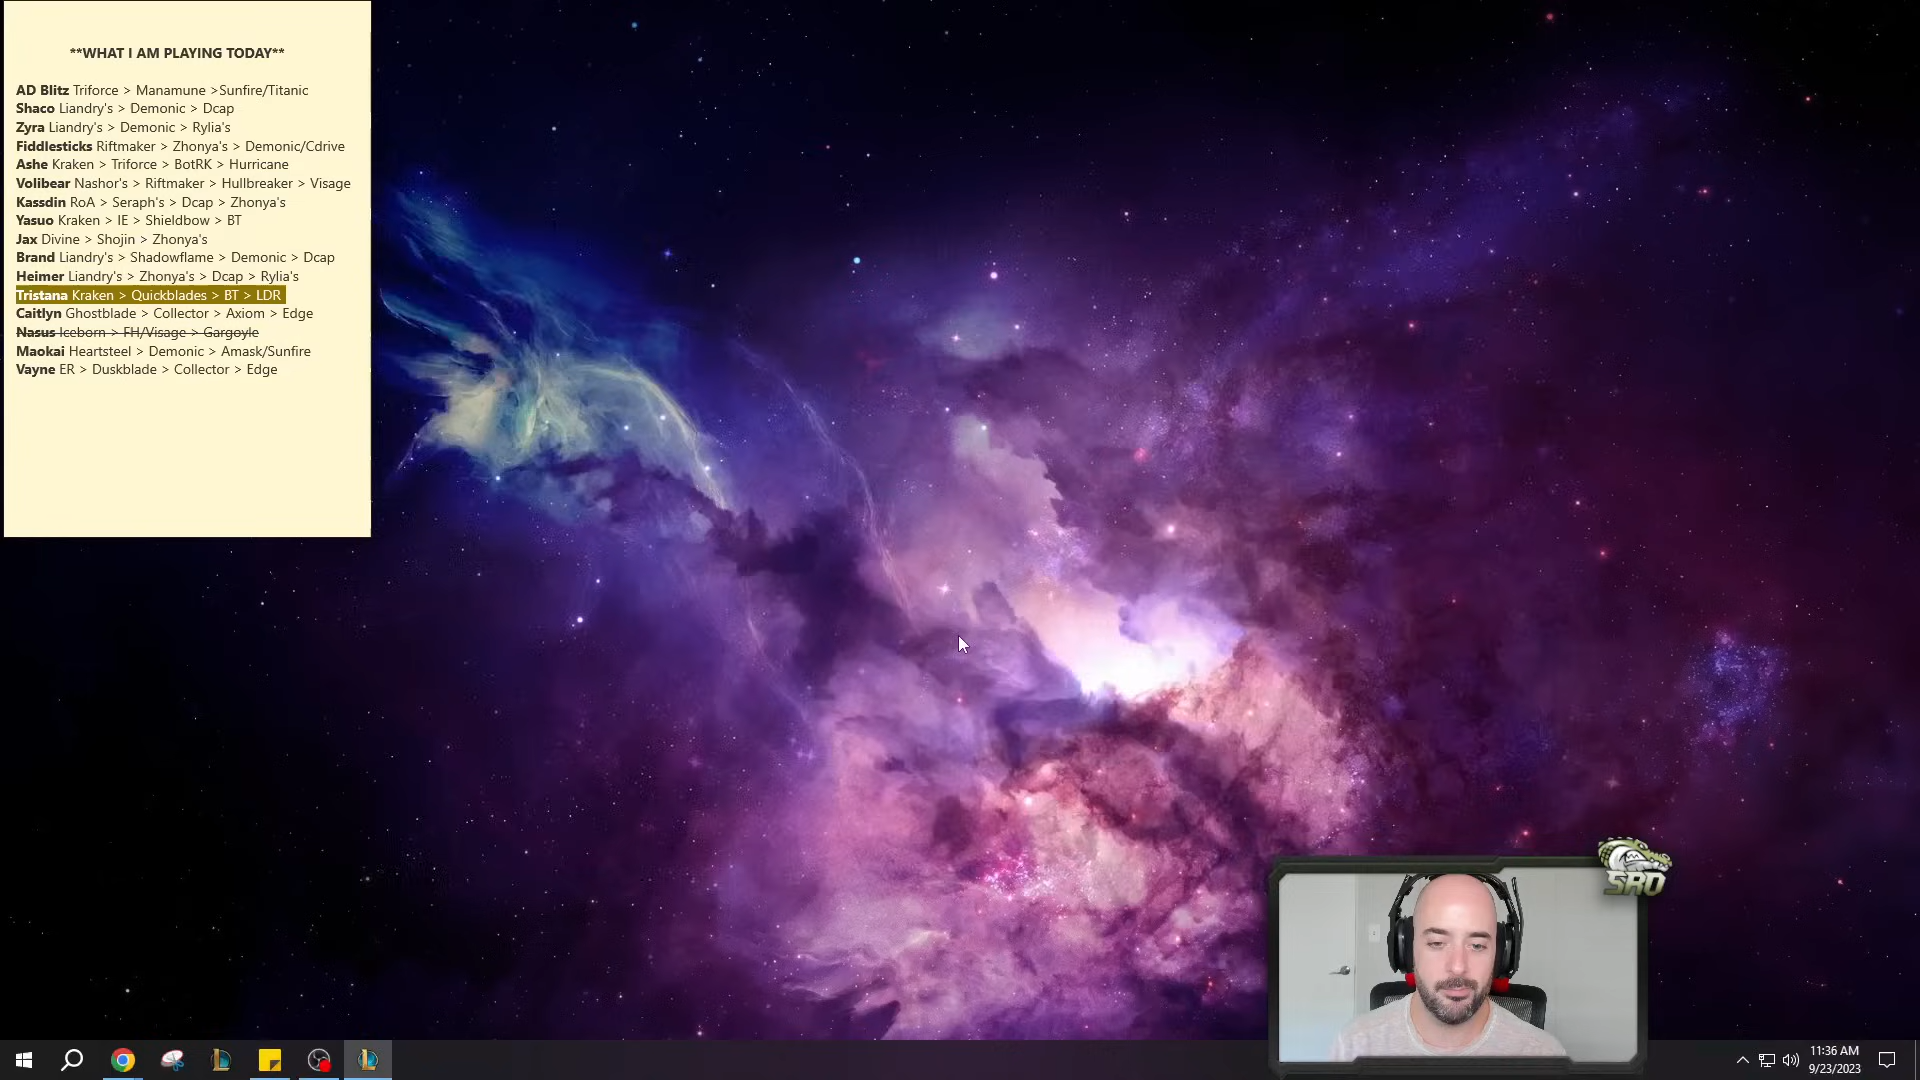 **WHAT I AM PLAYING TODAY**
AD Blitz Triforce > Manamune >Sunfire/Titanic
Shaco Liandry's > Demonic > Dcap
Zyra Liandry's > Demonic > Rylia's
Fiddlesticks Riftmaker > Zhonya's > Demonic/Cdrive
Ashe Kraken > Triforce > BotRK > Hurricane
Volibear Nashor's > Riftmaker > Hullbreaker > Visage
Kassdin RoA > Seraph's > Dcap > Zhonya's
Yasuo Kraken > IE > Shieldbow > BT
Jax Divine > Shojin > Zhonya's
Brand Liandry's > Shadowflame > Demonic > Dcap
Heimer Liandry's > Zhonya's > Dcap > Rylia's
Tristana Kraken > Quickblades > BT > LDR
Caitlyn Ghostblade > Collector > Axiom > Edge
Nasus Iceborn > FH/Visage > Gargoyle
Maokai Heartsteel > Demonic > Amask/Sunfire
Vayne ER > Duskblade > Collector > Edge
SRO
11:36 AM
9/23/2023